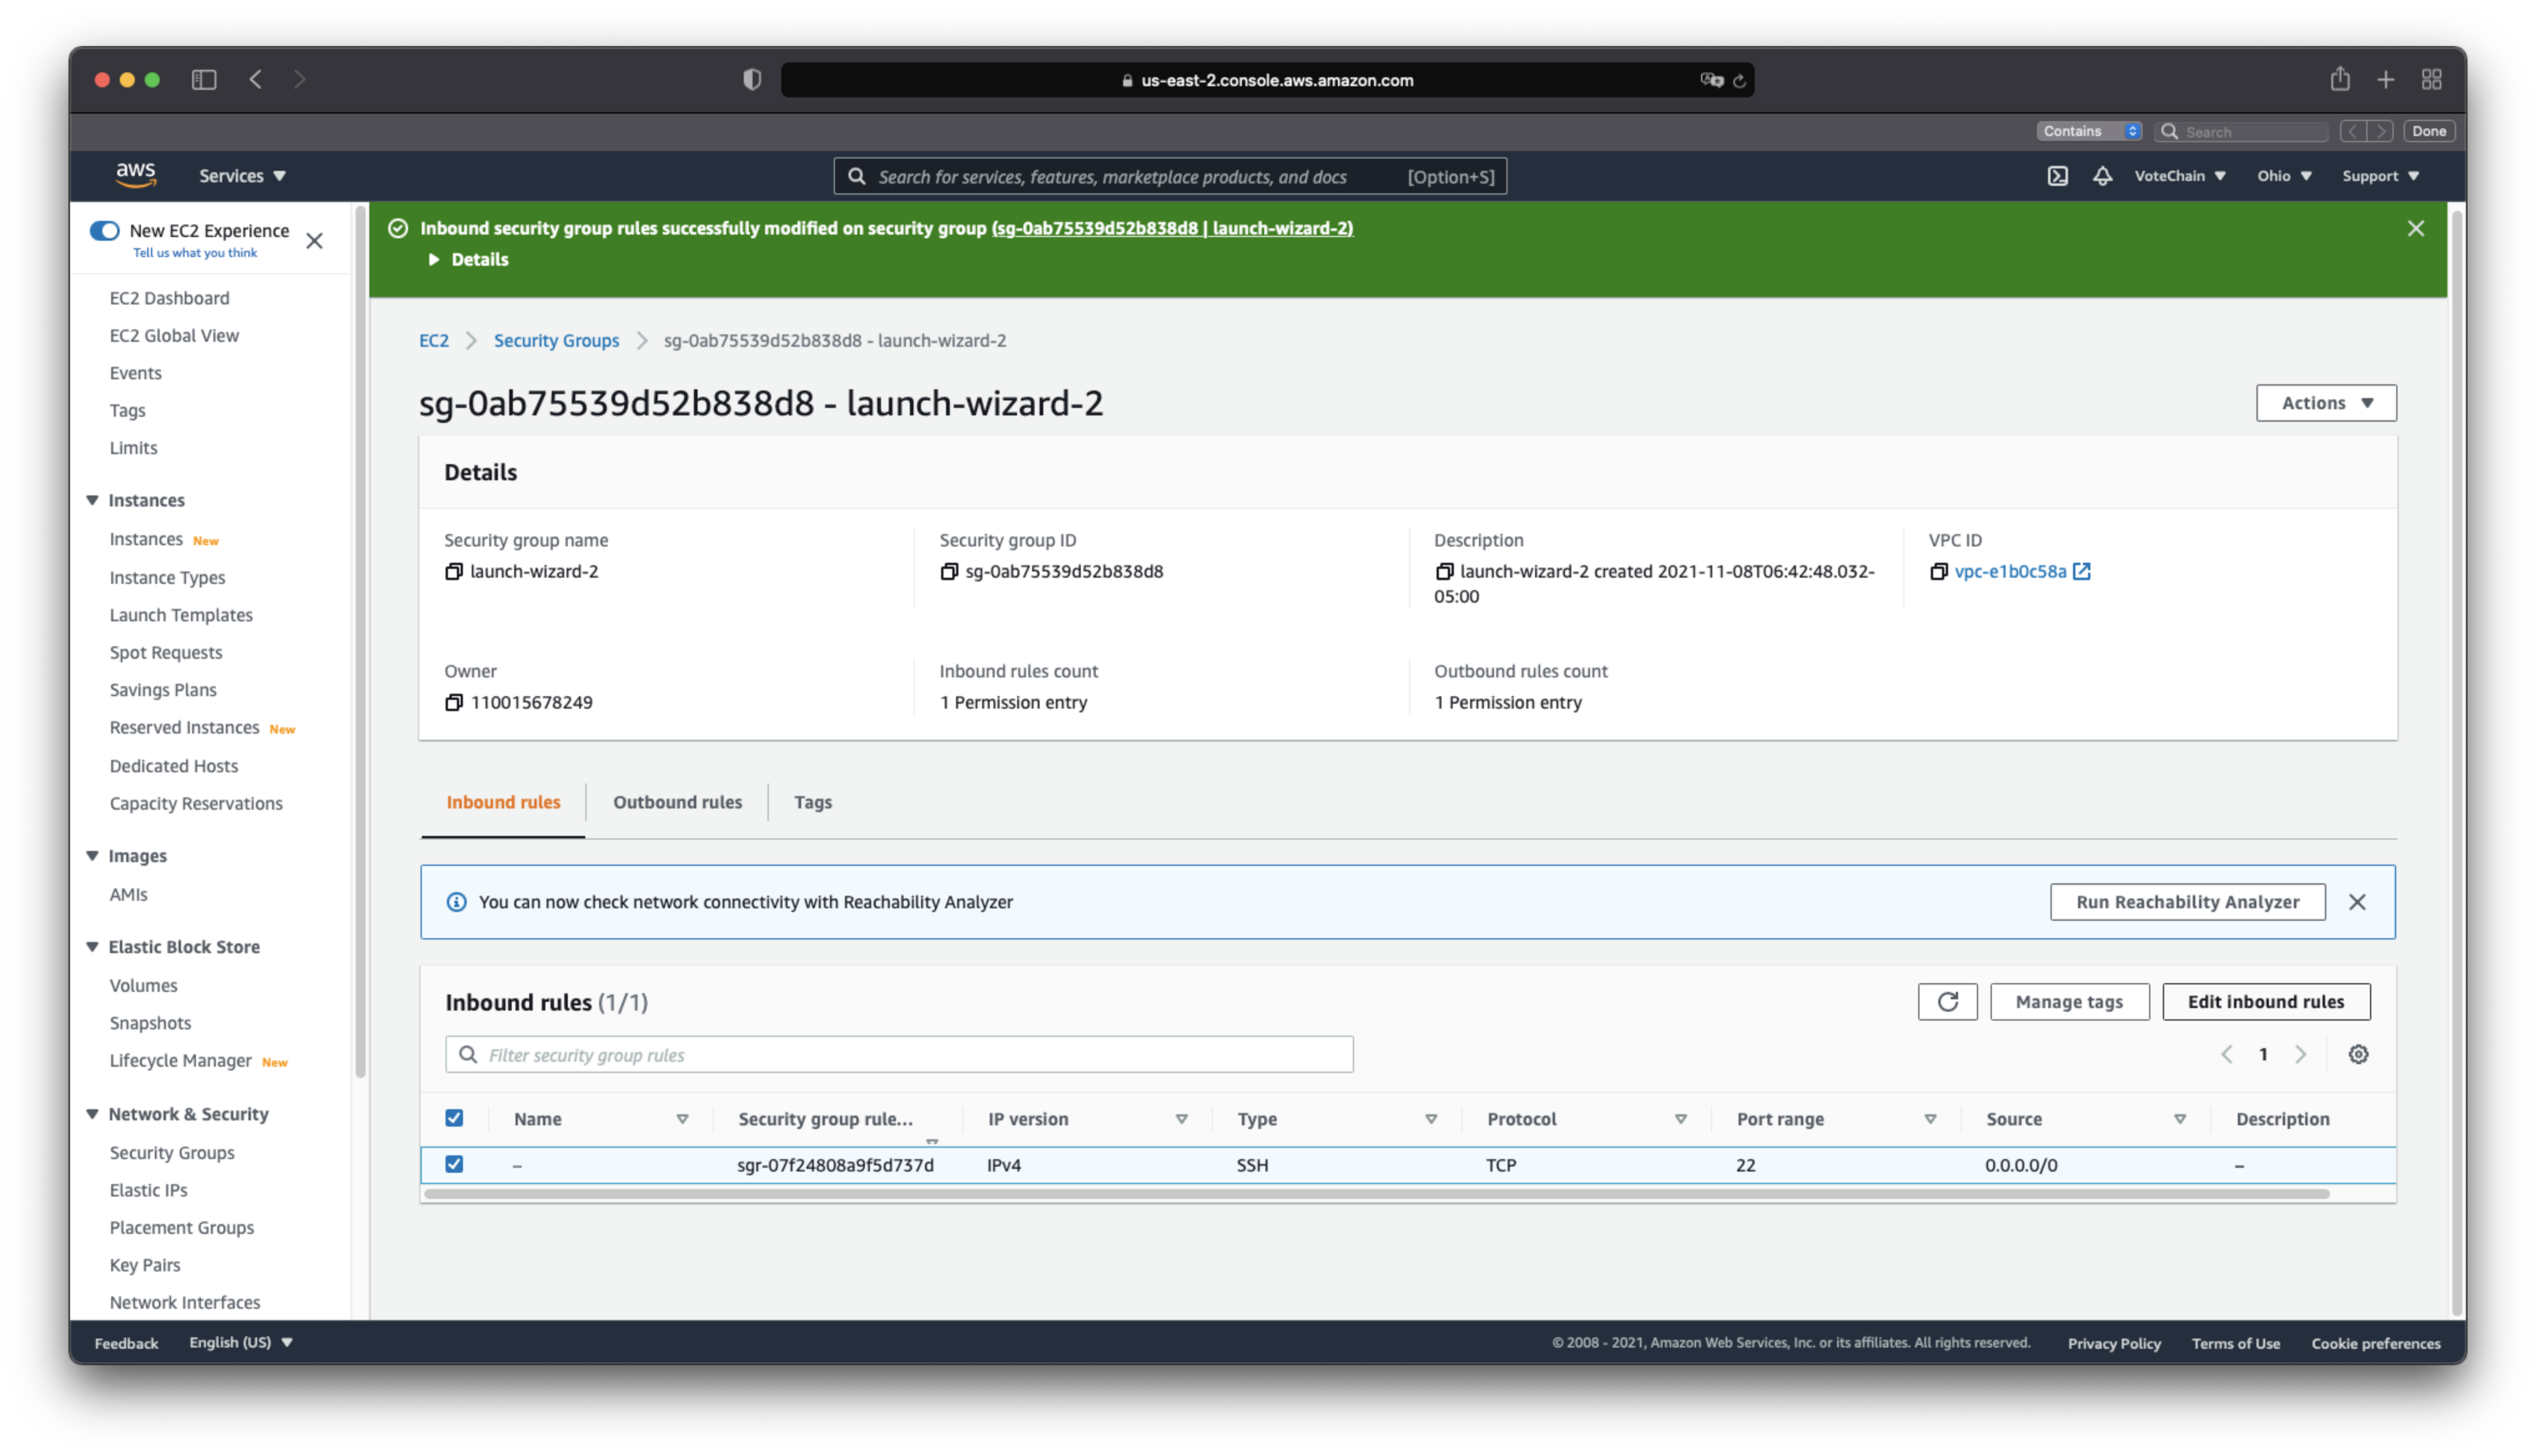 us-east-2.console.aws.amazon.com
Contains
Search
Done
aws
Services
Search for services, features, marketplace products, and docs
[Option+S]
VoteChain
Ohio
Support
New EC2 Experience
Tell us what you think
EC2 Dashboard
EC2 Global View
Events
Tags
Limits
Instances
Instances New
Instance Types
Launch Templates
Spot Requests
Savings Plans
Reserved Instances New
Dedicated Hosts
Capacity Reservations
Images
AMIs
Elastic Block Store
Volumes
Snapshots
Lifecycle Manager New
Network & Security
Security Groups
Elastic IPs
Placement Groups
Key Pairs
Network Interfaces
Inbound security group rules successfully modified on security group (sg-0ab75539d52b838d8 | launch-wizard-2)
Details
EC2 > Security Groups > sg-0ab75539d52b838d8 - launch-wizard-2
sg-0ab75539d52b838d8 - launch-wizard-2
Actions
Details
Security group name
launch-wizard-2
Security group ID
sg-0ab75539d52b838d8
Description
launch-wizard-2 created 2021-11-08T06:42:48.032-
05:00
VPC ID
vpc-e1b0c58a
Owner
110015678249
Inbound rules count
1 Permission entry
Outbound rules count
1 Permission entry
Inbound rules
Outbound rules
Tags
You can now check network connectivity with Reachability Analyzer
Run Reachability Analyzer
Inbound rules (1/1)
Manage tags
Edit inbound rules
Filter security group rules
1
Name
Security group rule...
IP version
Type
Protocol
Port range
Source
Description
–
sgr-07f24808a9f5d737d
IPv4
SSH
TCP
22
0.0.0.0/0
–
Feedback
English (US)
© 2008 - 2021, Amazon Web Services, Inc. or its affiliates. All rights reserved.
Privacy Policy
Terms of Use
Cookie preferences